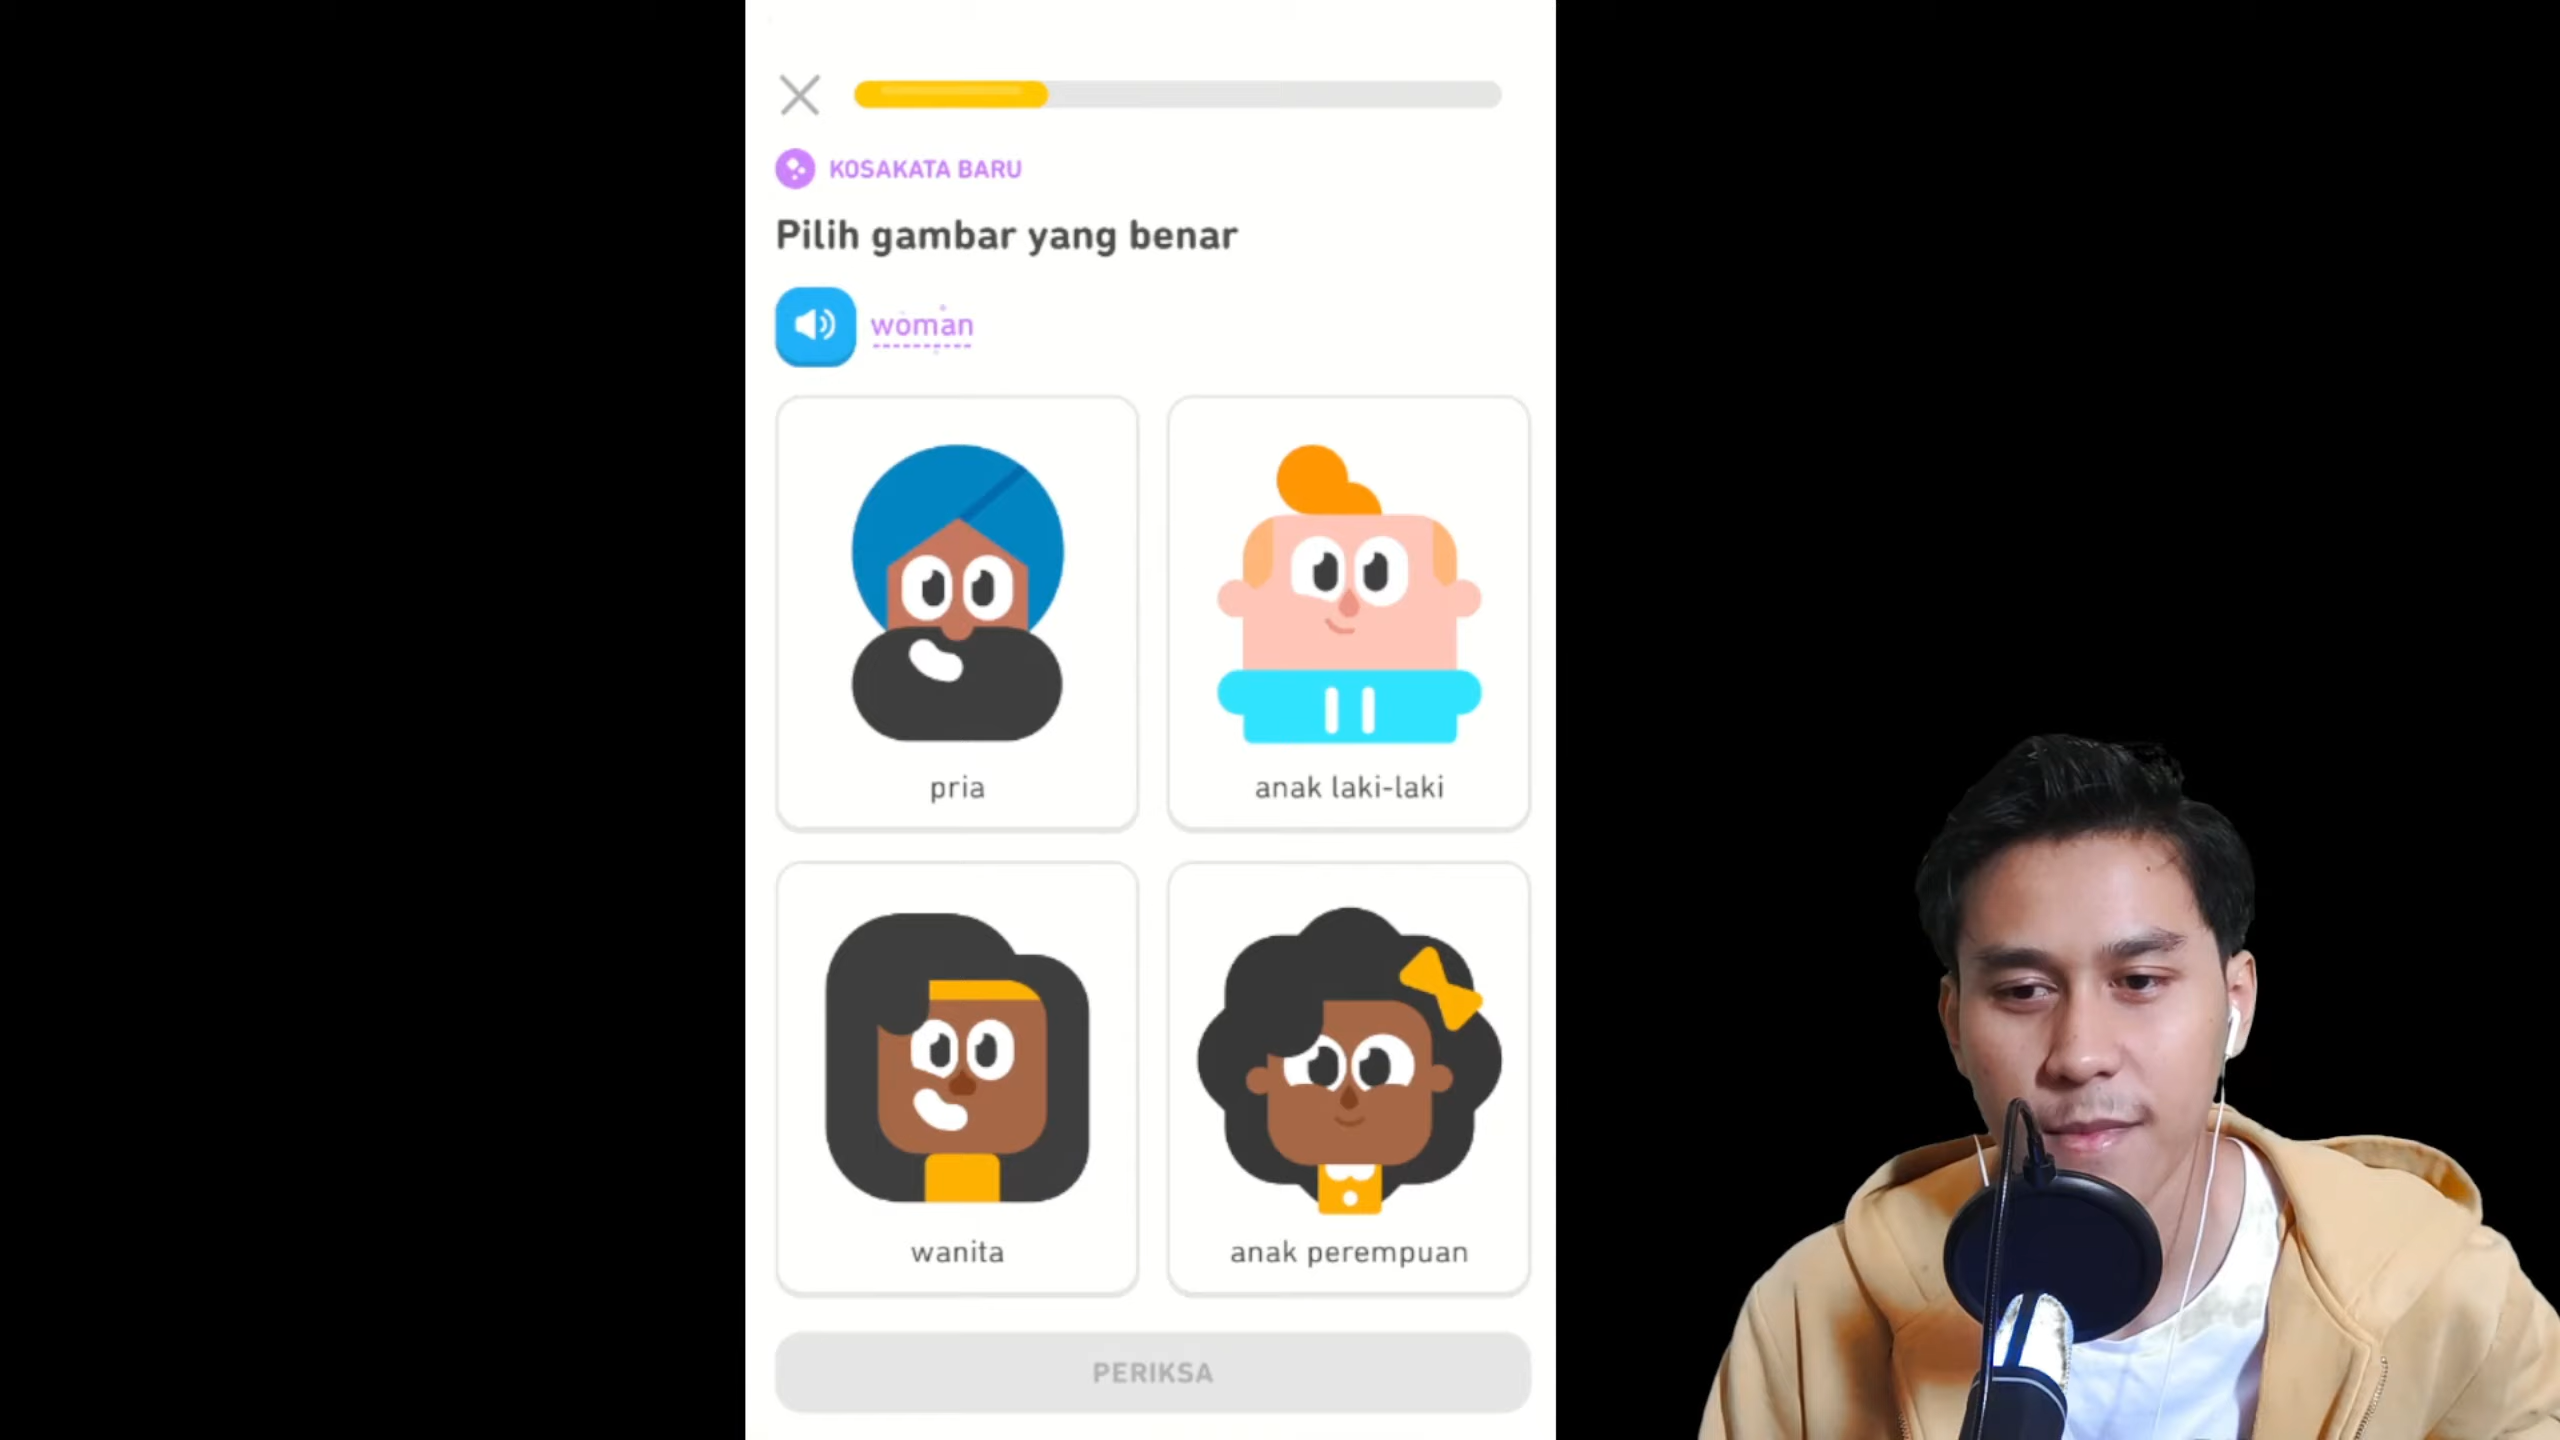 KOSAKATA BARU
Pilih gambar yang benar
woman
pria
anak laki-laki
wanita
anak perempuan
PERIKSA